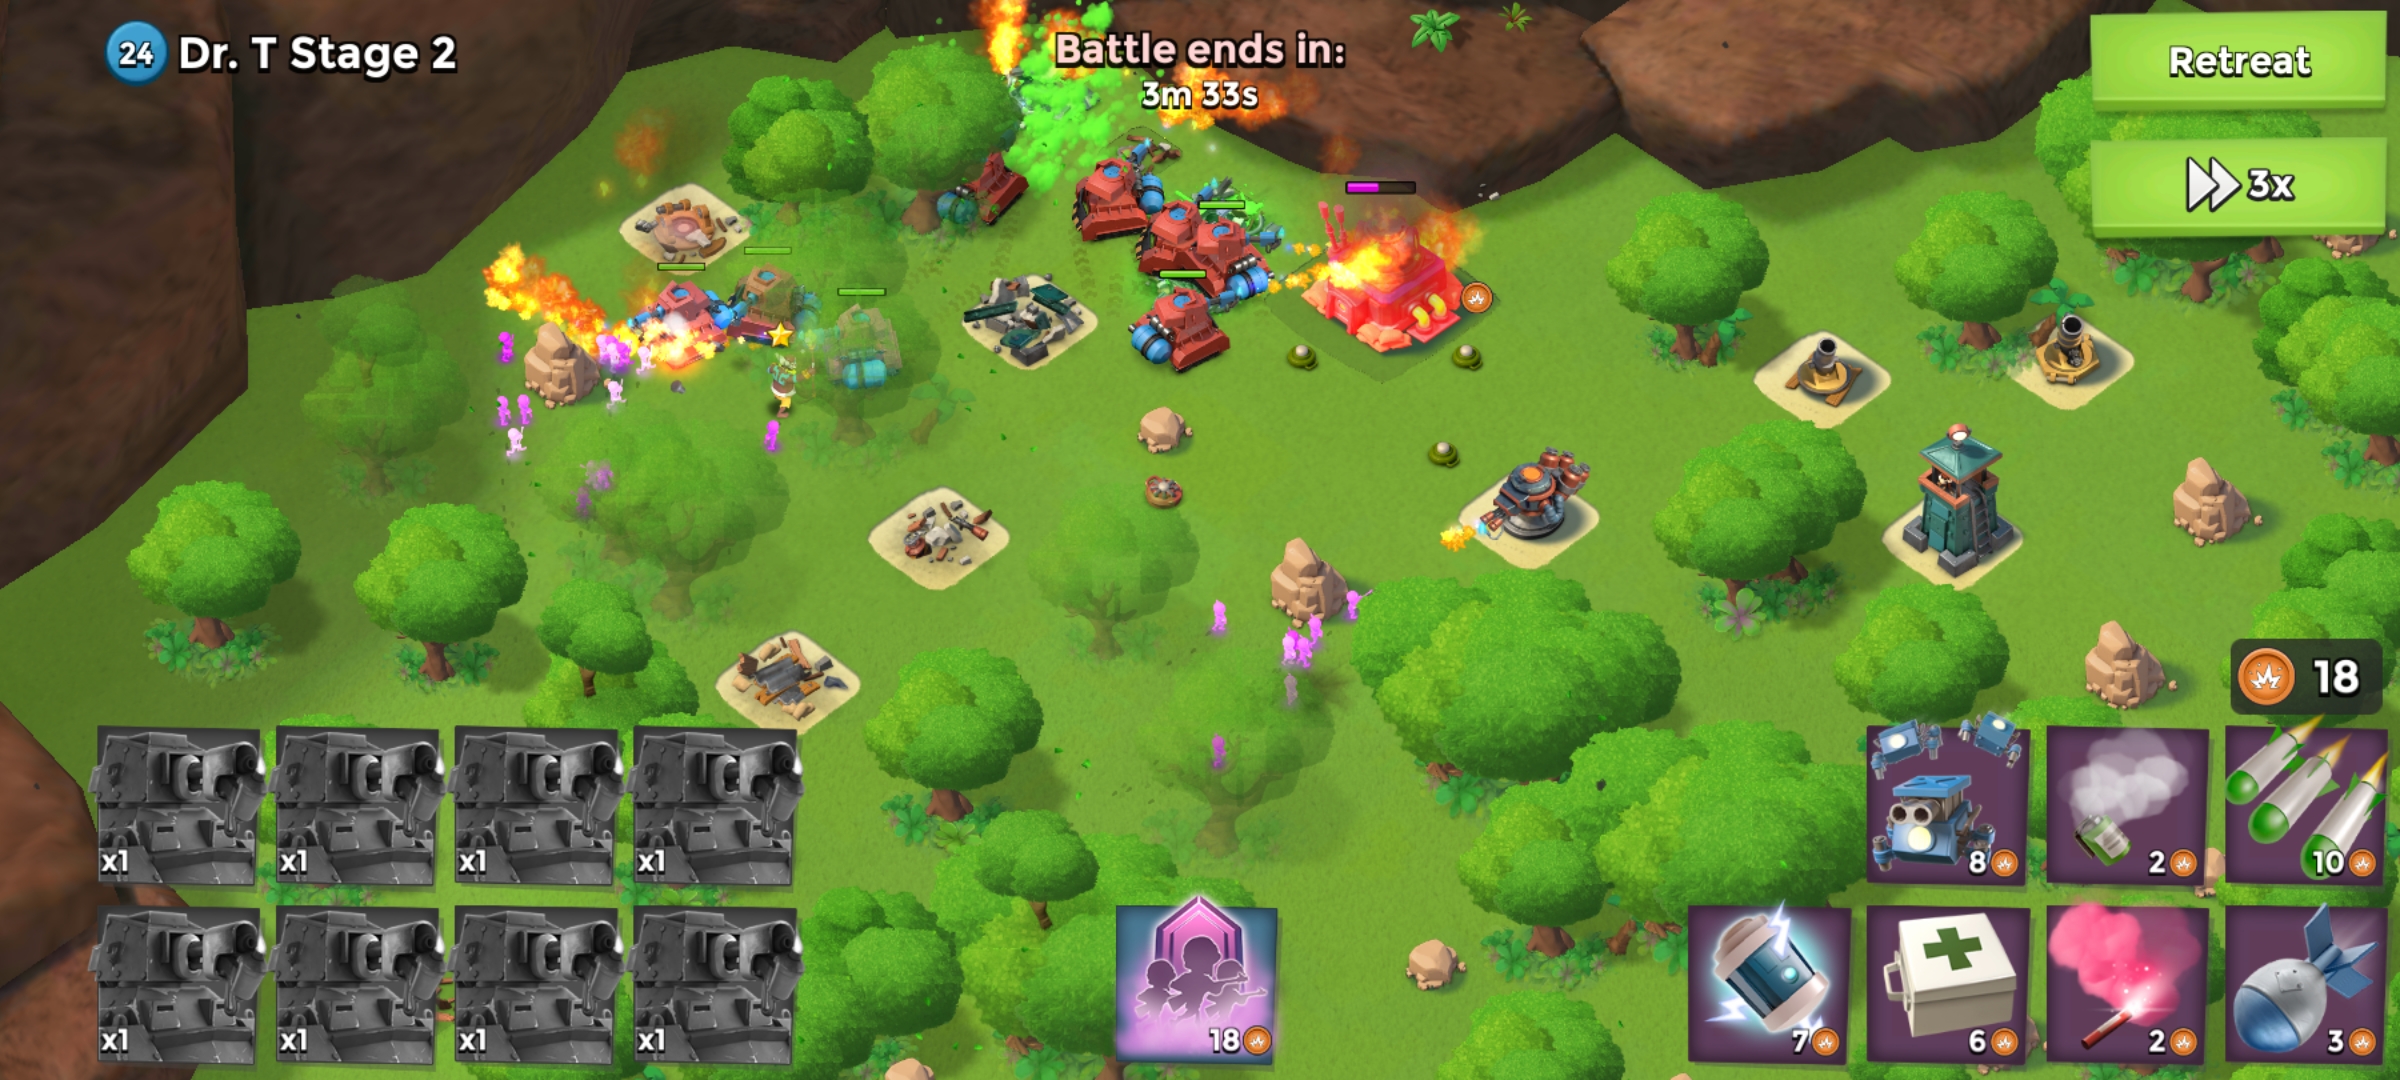 24 Dr. T Stage 2
Battle ends in:
3m 33s
Retreat
3x
18
x1 x1 x1 x1
8 2 10
x1 x1 x1 x1
18
7 6 2 3